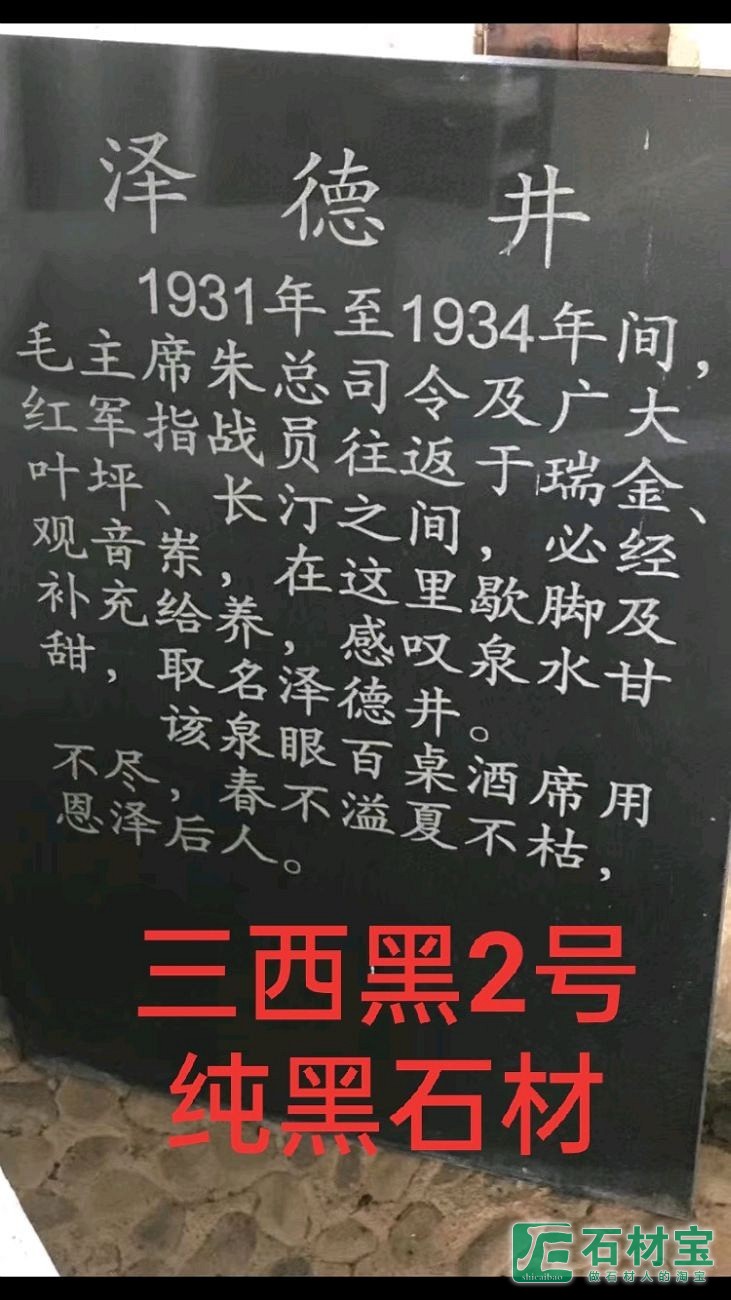 泽德井
1931年至1934年间，
毛主席朱总司令及广大
红军指战员往返于瑞金、
叶坪、长汀之间，必经
观音岽，在这里歇脚及
补充给养，感叹泉水甘
甜，取名泽德井。
该泉眼百桌酒席用
不尽，春不溢夏不枯，
恩泽后人。
三西黑2号
纯黑石材
石材宝
shicaibao 做石材人的淘宝